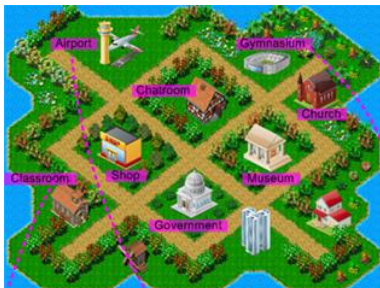 Airport
Gymnasium
Chatroom
Church
Classroom
Shop
Museum
Government